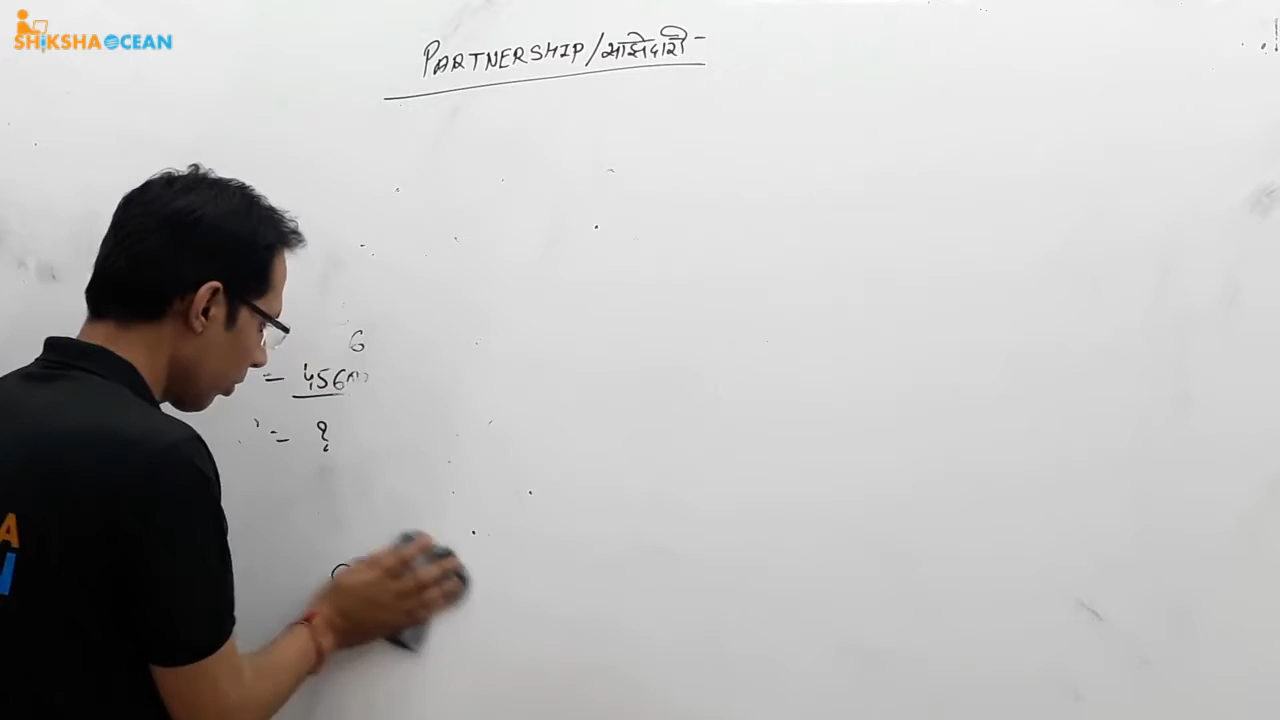 SHIKSHA OCEAN
PARTNERSHIP/साझेदारी-
6
= 456
= ?
A